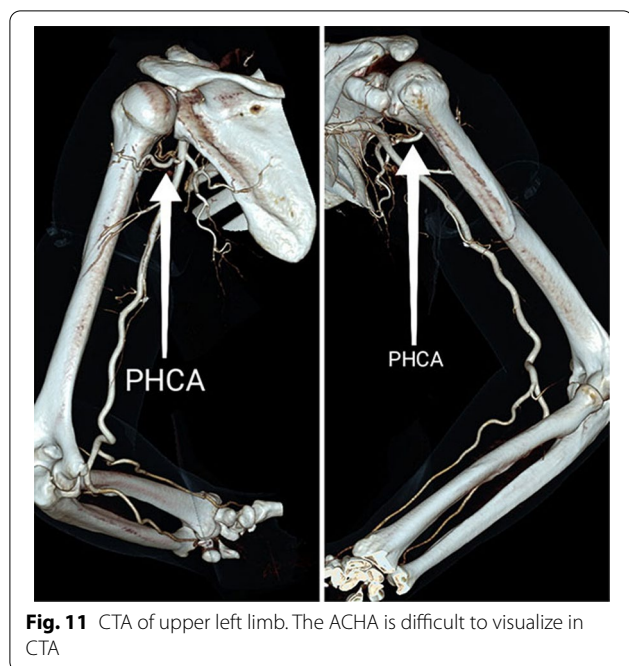 PHCA
PHCA
Fig. 11 CTA of upper left limb. The ACHA is difficult to visualize in
CTA